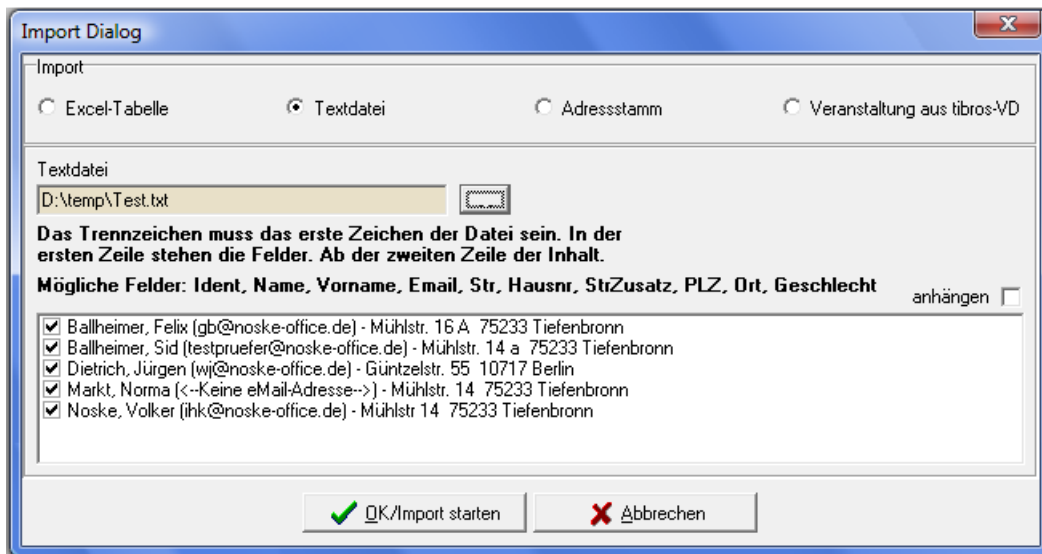 Import Dialog
Import
Excel-Tabelle Textdatei Adressstamm Veranstaltung aus tibros-VD
Textdatei
D:\temp\Test.txt ...
Das Trennzeichen muss das erste Zeichen der Datei sein. In der
ersten Zeile stehen die Felder. Ab der zweiten Zeile der Inhalt.
Mögliche Felder: Ident, Name, Vorname, Email, Str, Hausnr, StrZusatz, PLZ, Ort, Geschlecht
anhängen
Ballheimer, Felix (gb@noske-office.de) - Mühlstr. 16 A 75233 Tiefenbronn
Ballheimer, Sid (testpruefer@noske-office.de) - Mühlstr. 14 a 75233 Tiefenbronn
Dietrich, Jürgen (wj@noske-office.de) - Güntzelstr. 55 10717 Berlin
Markt, Norma (<--Keine eMail-Adresse-->) - Mühlstr. 14 75233 Tiefenbronn
Noske, Volker (ihk@noske-office.de) - Mühlstr 14 75233 Tiefenbronn
OK/Import starten Abbrechen